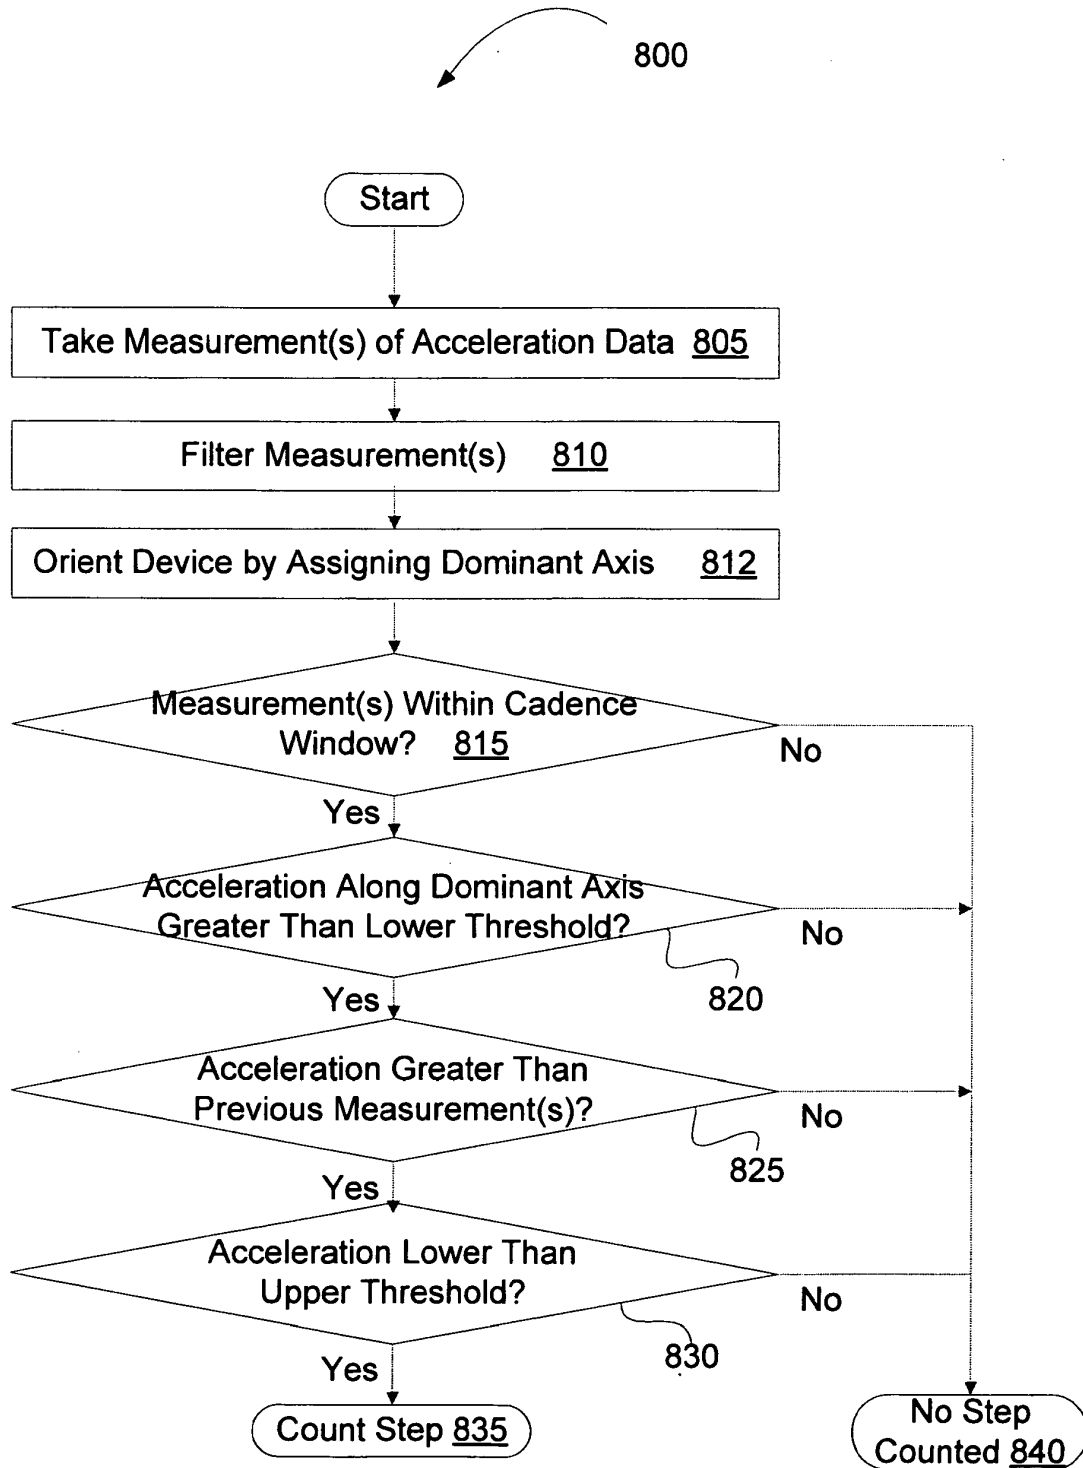 800
Start
Take Measurement(s) of Acceleration Data 805
Filter Measurement(s) 810
Orient Device by Assigning Dominant Axis 812
Measurement(s) Within Cadence
Window? 815
No
Yes
Acceleration Along Dominant Axis
Greater Than Lower Threshold?
No
820
Yes
Acceleration Greater Than
Previous Measurement(s)?
No
825
Yes
Acceleration Lower Than
Upper Threshold?
No
830
Yes
Count Step 835
No Step
Counted 840